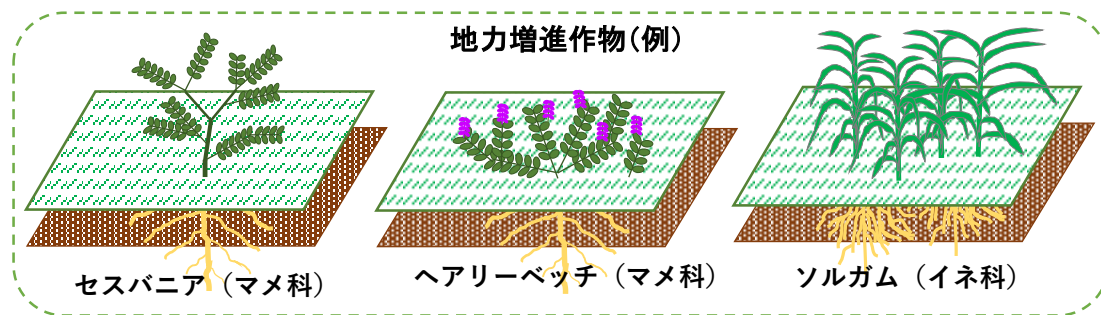 地力増進作物(例)
セスバニア（マメ科）
ヘアリーベッチ（マメ科）
ソルガム（イネ科）